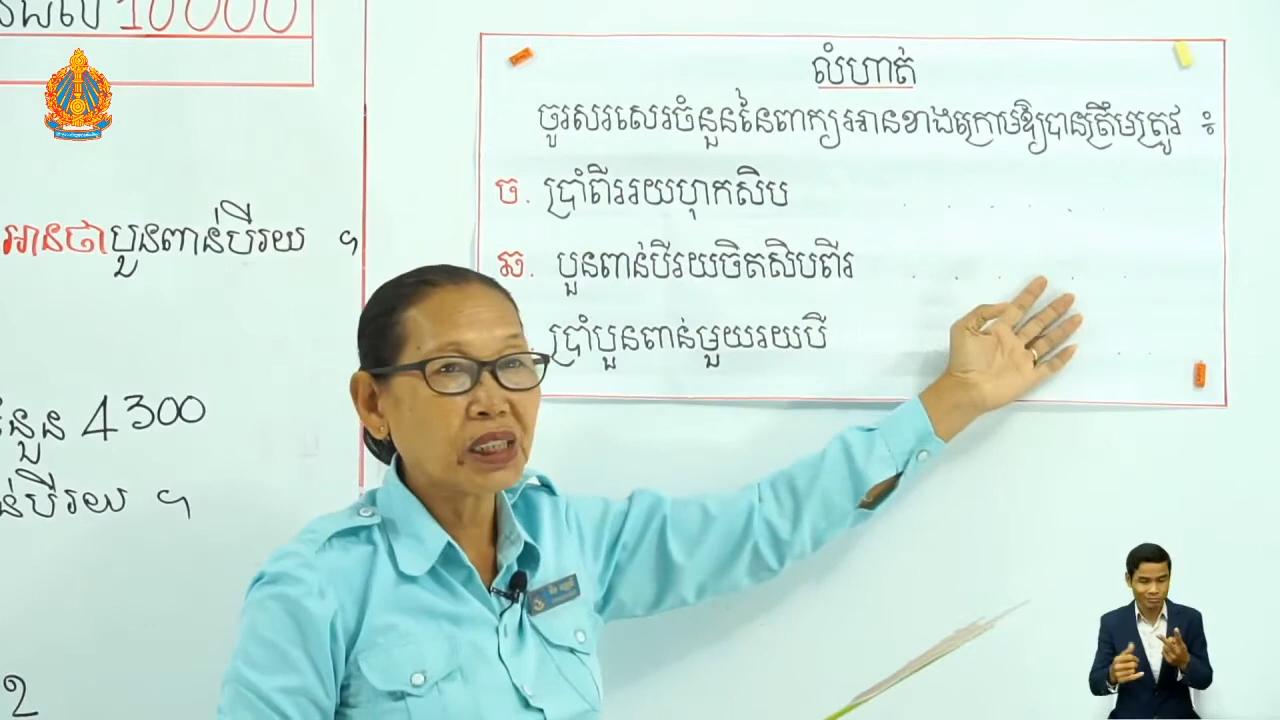 10000
អានថាបួនពាន់បីរយ ។
4300
បីរយ ។
លំហាត់
ចូរសរសេរចំនួននៃពាក្យអានខាងក្រោមឱ្យបានត្រឹមត្រូវ ៖
ច. ប្រាំពីររយហុកសិប
ឆ. បួនពាន់បីរយចិតសិបពីរ
ប្រាំបួនពាន់មួយរយបី